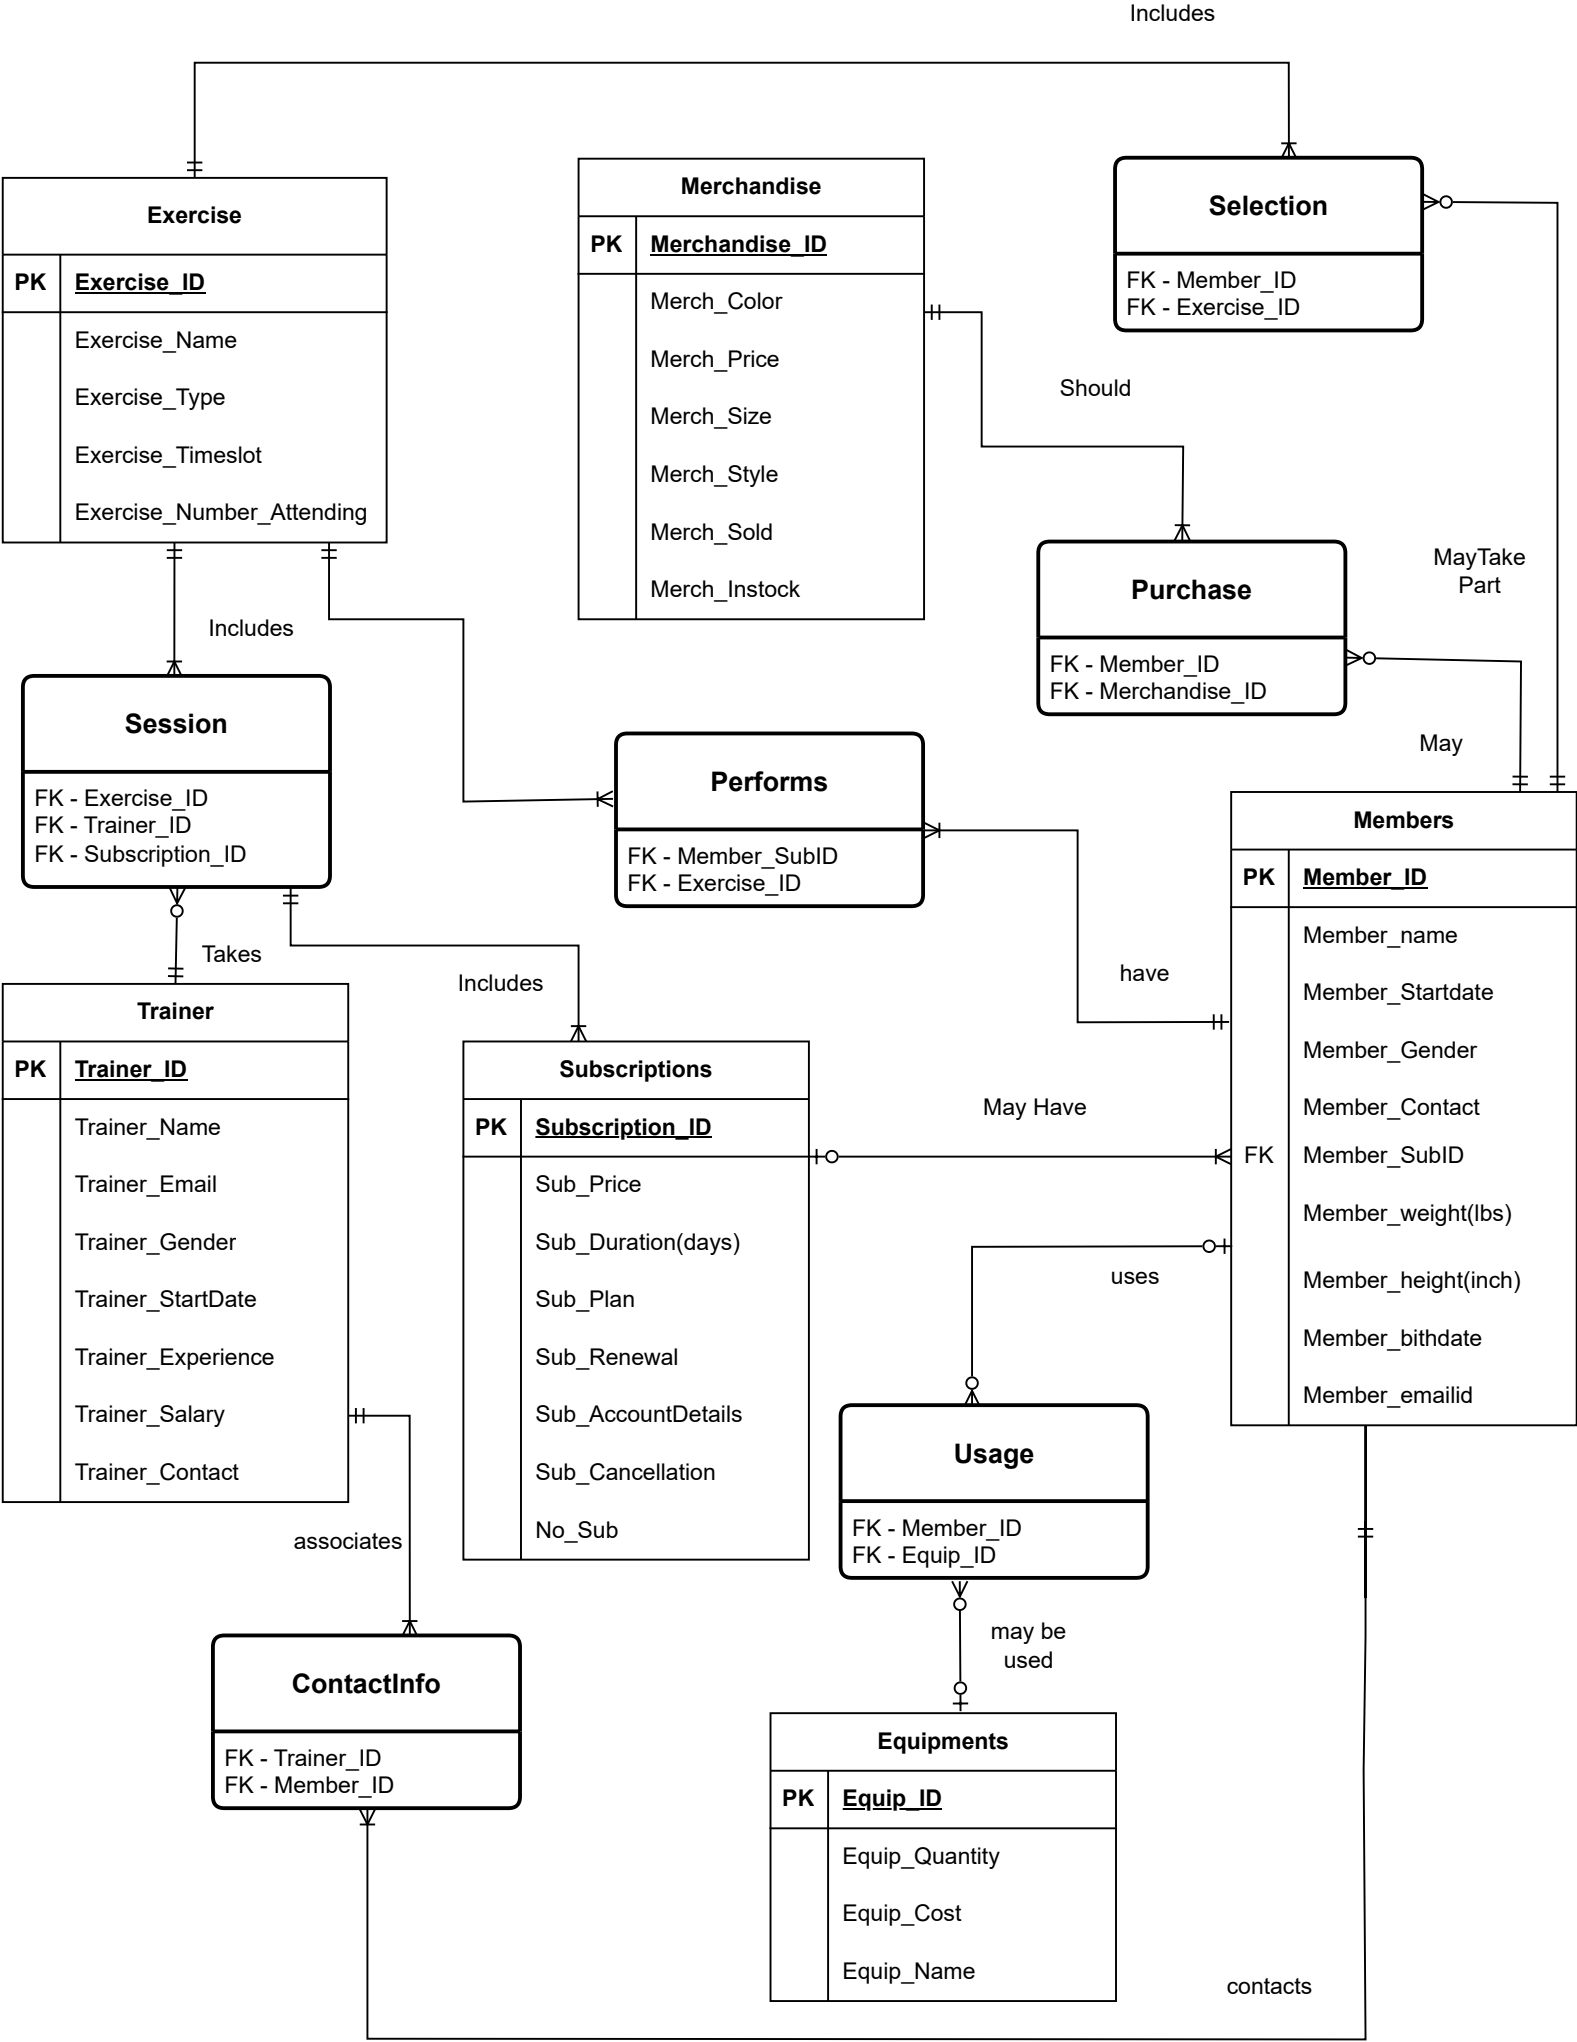 Includes
Exercise
PK Exercise_ID
Exercise_Name
Exercise_Type
Exercise_Timeslot
Exercise_Number_Attending
Merchandise
PK Merchandise_ID
Merch_Color
Merch_Price
Merch_Size
Merch_Style
Merch_Sold
Merch_Instock
Selection
FK - Member_ID
FK - Exercise_ID
Should
Purchase
FK - Member_ID
FK - Merchandise_ID
MayTake
Part
May
Includes
Session
FK - Exercise_ID
FK - Trainer_ID
FK - Subscription_ID
Performs
FK - Member_SubID
FK - Exercise_ID
Members
PK Member_ID
Member_name
Member_Startdate
Member_Gender
Member_Contact
FK Member_SubID
Member_weight(lbs)
Member_height(inch)
Member_bithdate
Member_emailid
have
Takes
Includes
Trainer
PK Trainer_ID
Trainer_Name
Trainer_Email
Trainer_Gender
Trainer_StartDate
Trainer_Experience
Trainer_Salary
Trainer_Contact
Subscriptions
PK Subscription_ID
Sub_Price
Sub_Duration(days)
Sub_Plan
Sub_Renewal
Sub_AccountDetails
Sub_Cancellation
No_Sub
May Have
uses
Usage
FK - Member_ID
FK - Equip_ID
associates
may be
used
ContactInfo
FK - Trainer_ID
FK - Member_ID
Equipments
PK Equip_ID
Equip_Quantity
Equip_Cost
Equip_Name
contacts